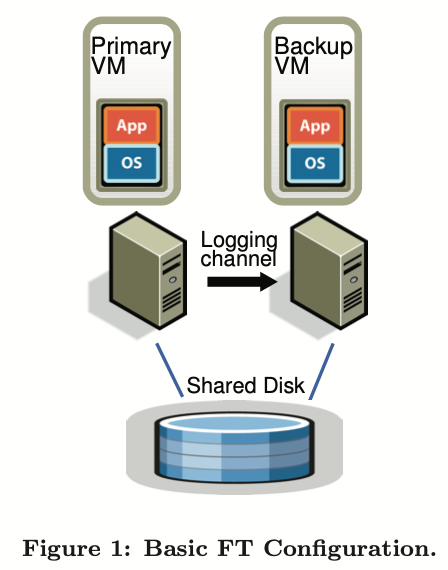 Primary
VM
Backup
VM
App
OS
App
OS
Logging
channel
Shared Disk
Figure 1: Basic FT Configuration.